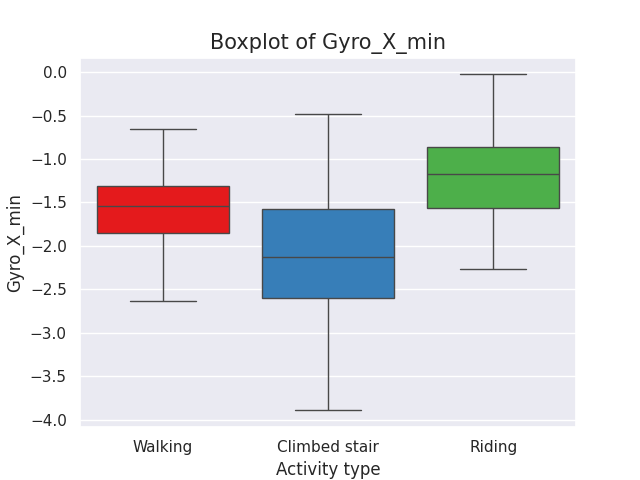 Boxplot of Gyro_X_min
0.0
−0.5
−1.0
−1.5
−2.0
−2.5
−3.0
−3.5
−4.0
Gyro_X_min
Walking
Climbed stair
Riding
Activity type